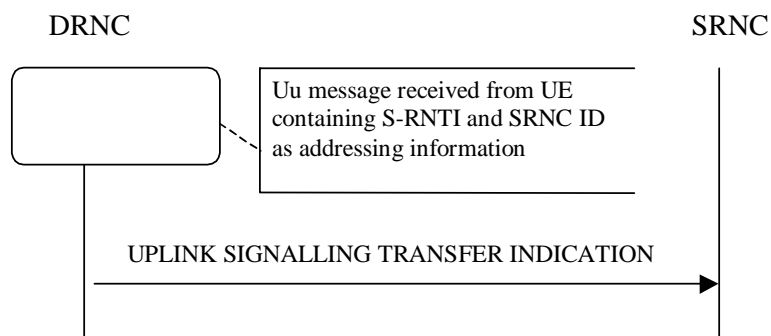 DRNC
SRNC
Uu message received from UE
containing S-RNTI and SRNC ID
as addressing information
UPLINK SIGNALLING TRANSFER INDICATION